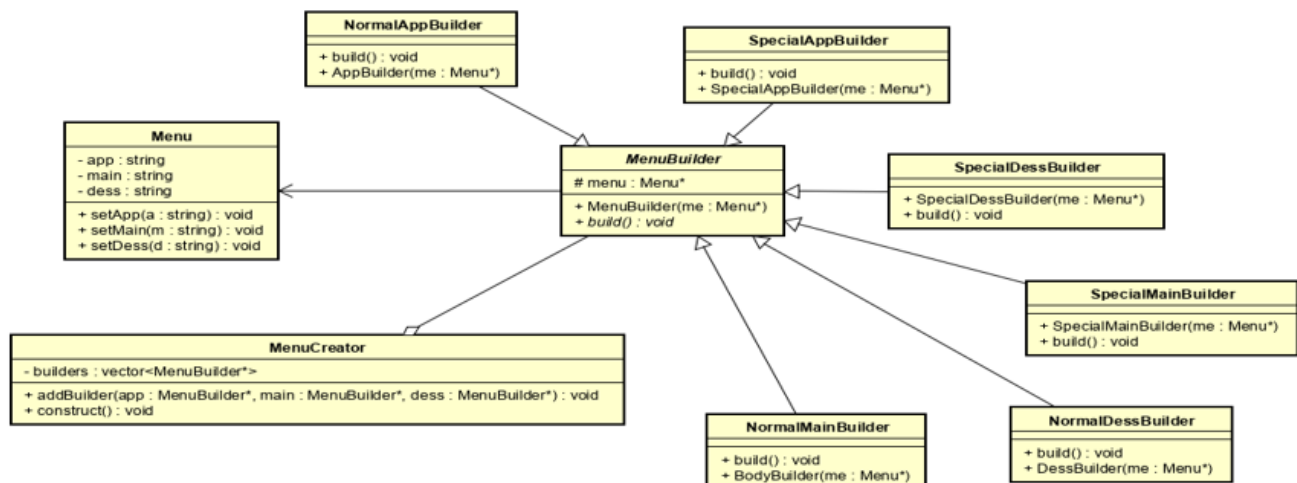 NormalAppBuilder
+ build() : void
+ AppBuilder(me : Menu*)
SpecialAppBuilder
+ build() : void
+ SpecialAppBuilder(me : Menu*)
Menu
- app : string
- main : string
- dess : string
+ setApp(a : string) : void
+ setMain(m : string) : void
+ setDess(d : string) : void
MenuBuilder
# menu : Menu*
+ MenuBuilder(me : Menu*)
+ build() : void
SpecialDessBuilder
+ SpecialDessBuilder(me : Menu*)
+ build() : void
SpecialMainBuilder
+ SpecialMainBuilder(me : Menu*)
+ build() : void
MenuCreator
- builders : vector<MenuBuilder*>
+ addBuilder(app : MenuBuilder*, main : MenuBuilder*, dess : MenuBuilder*) : void
+ construct() : void
NormalMainBuilder
+ build() : void
+ BodyBuilder(me : Menu*)
NormalDessBuilder
+ build() : void
+ DessBuilder(me : Menu*)